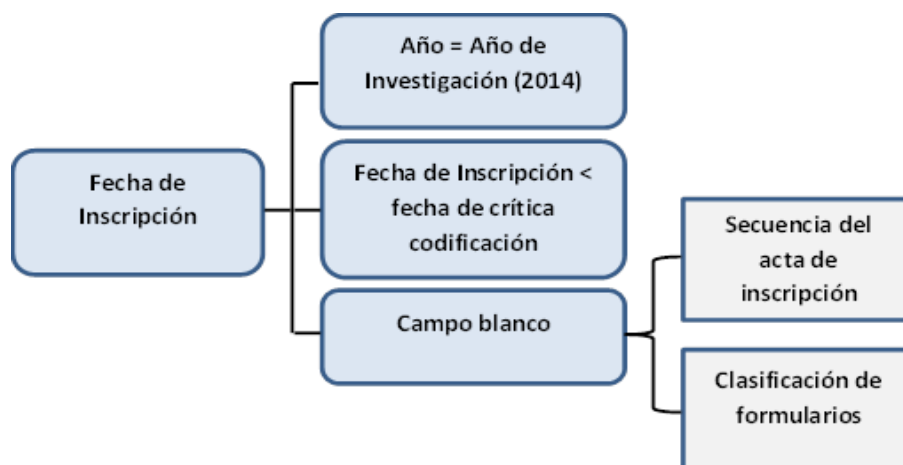 Año = Año de
Investigación (2014)
Fecha de
Inscripción
Fecha de Inscripción <
fecha de crítica
codificación
Campo blanco
Secuencia del
acta de
inscripción
Clasificación de
formularios